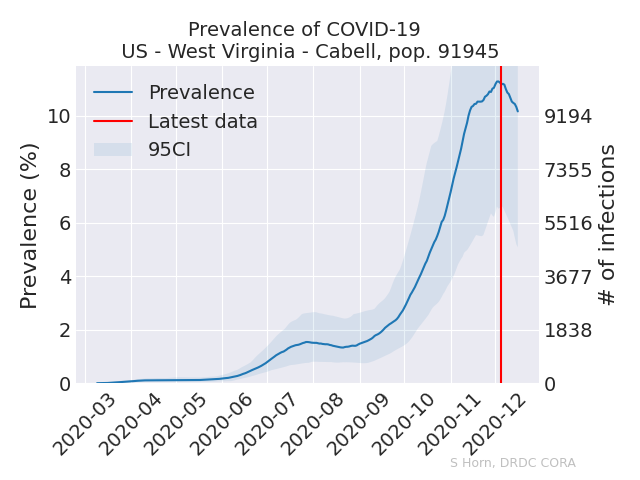 Prevalence of COVID-19
US - West Virginia - Cabell, pop. 91945
Prevalence
Latest data
95CI
Prevalence (%)
10
8
6
4
2
0
9194
7355
5516
3677
1838
0
# of infections
2020-03
2020-04
2020-05
2020-06
2020-07
2020-08
2020-09
2020-10
2020-11
2020-12
S Horn, DRDC CORA